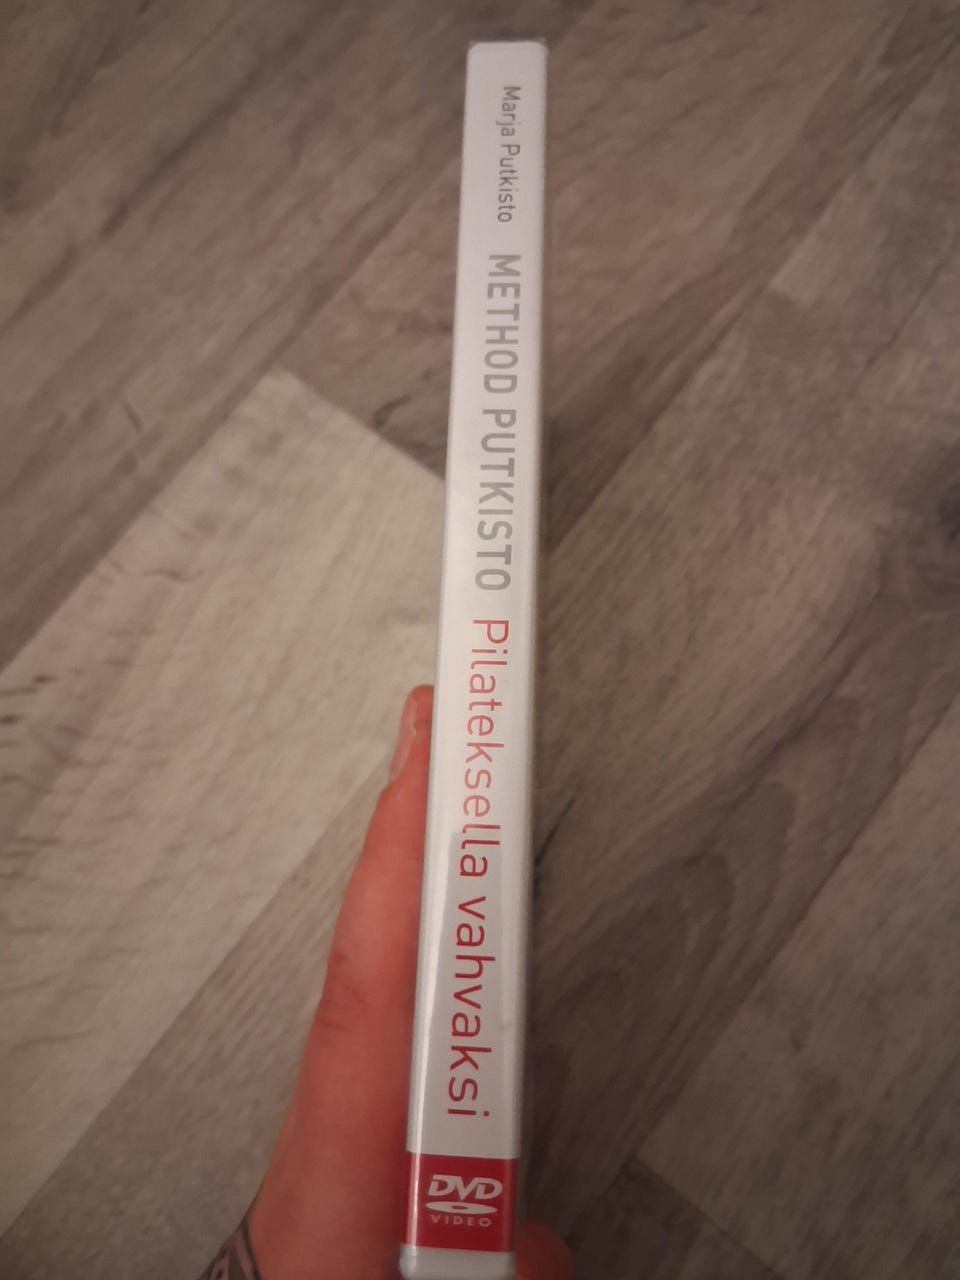 Marja Putkisto METHOD PUTKISTO Pilateksella vahvaksi
DVD
VIDEO